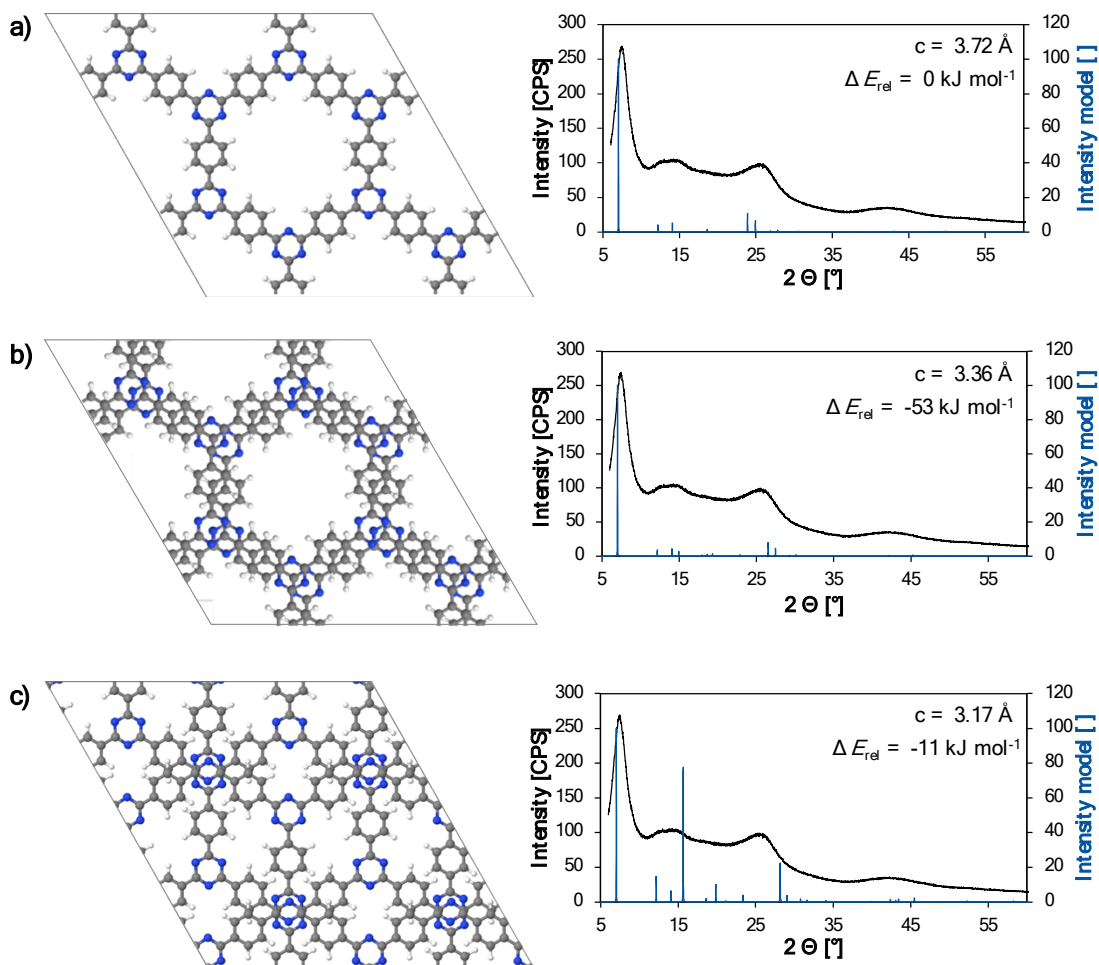 a)
300
250
200
150
100
50
0
Intensity [CPS]
120
100
80
60
40
20
0
Intensity model [ ]
c = 3.72 Å
Δ Erel = 0 kJ mol-1
5 15 25 35 45 55
2 Θ [°]
b)
300
250
200
150
100
50
0
Intensity [CPS]
120
100
80
60
40
20
0
Intensity model [ ]
c = 3.36 Å
Δ Erel = -53 kJ mol-1
5 15 25 35 45 55
2 Θ [°]
c)
300
250
200
150
100
50
0
Intensity [CPS]
120
100
80
60
40
20
0
Intensity model [ ]
c = 3.17 Å
Δ Erel = -11 kJ mol-1
5 15 25 35 45 55
2 Θ [°]